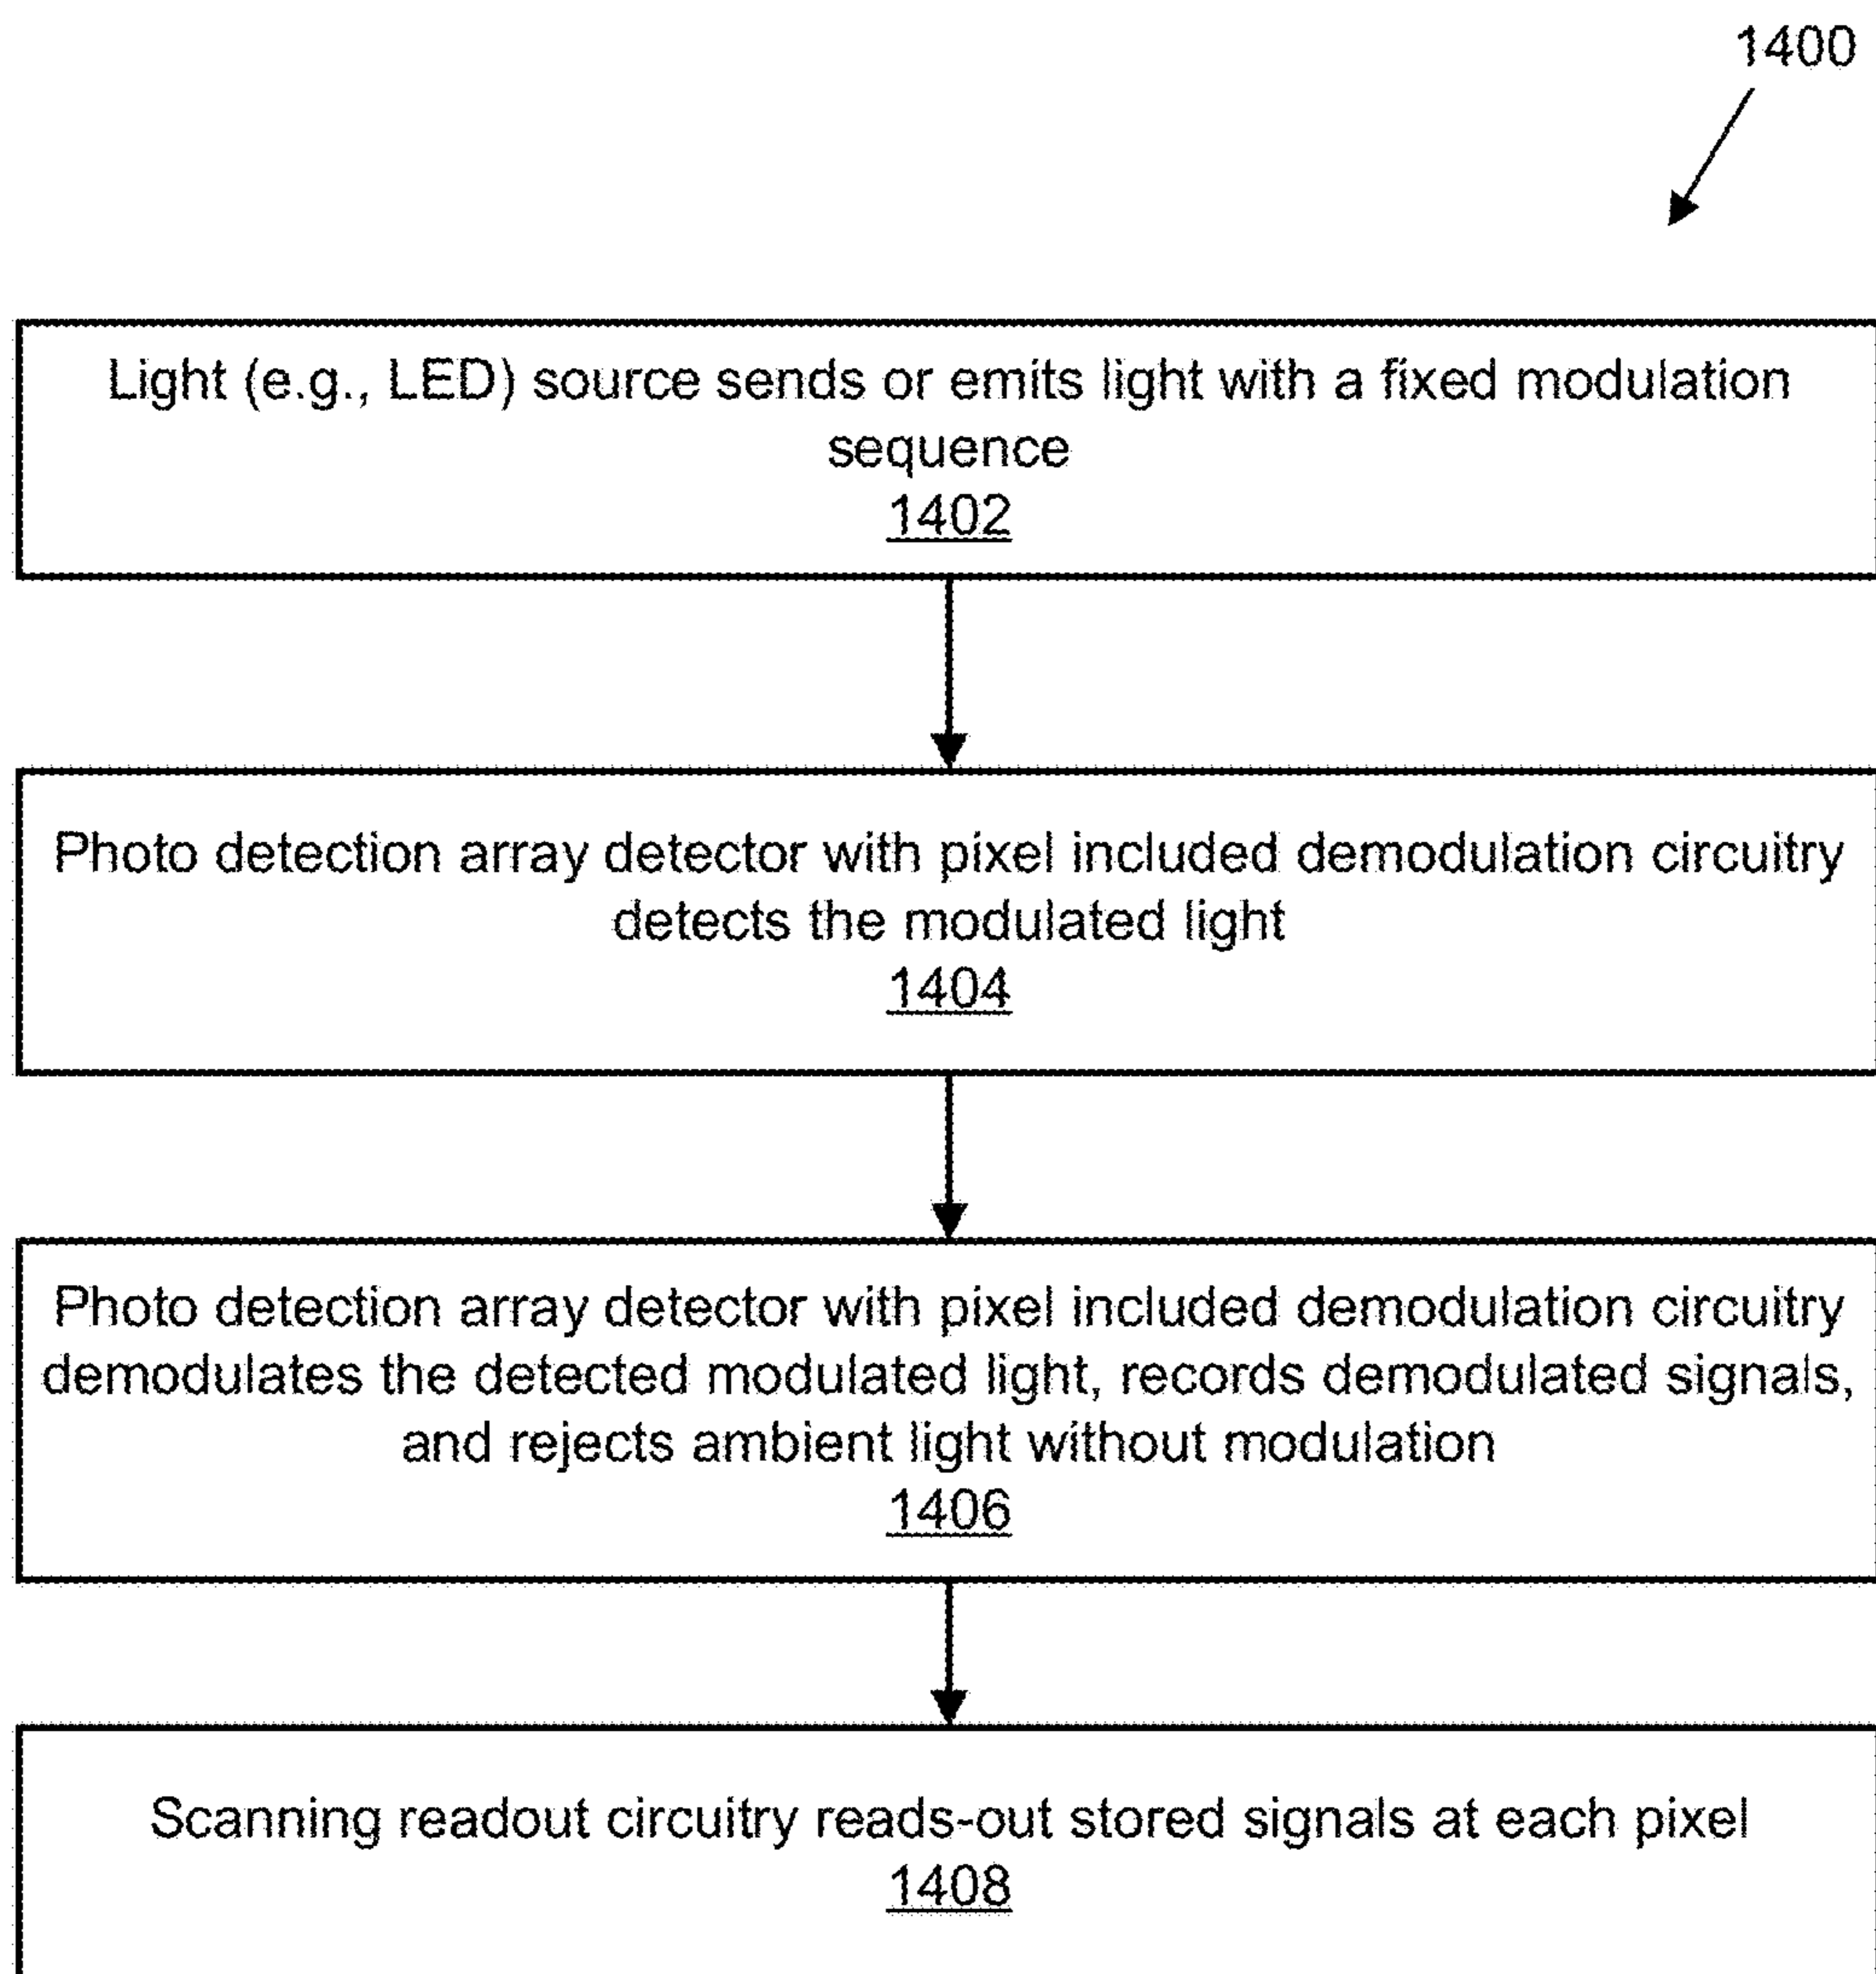 1400
Light (e.g., LED) source sends or emits light with a fixed modulation
sequence
1402
Photo detection array detector with pixel included demodulation circuitry
detects the modulated light
1404
Photo detection array detector with pixel included demodulation circuitry
demodulates the detected modulated light, records demodulated signals,
and rejects ambient light without modulation
1406
Scanning readout circuitry reads-out stored signals at each pixel
1408